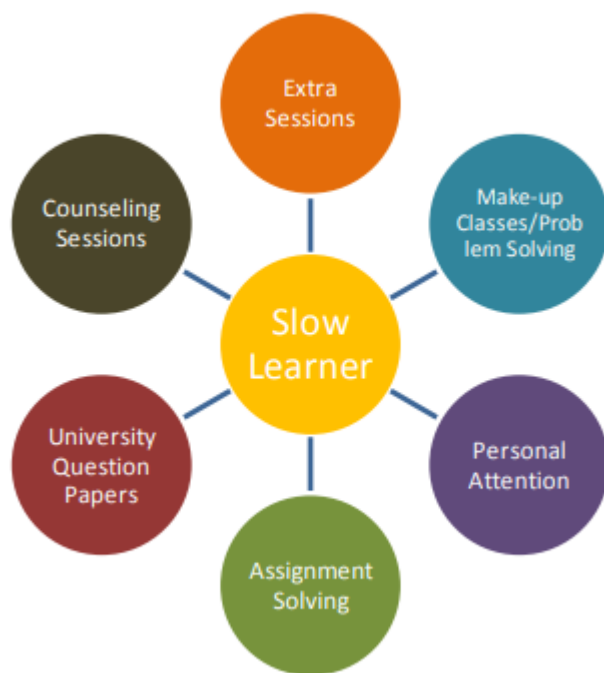 Extra
Sessions
Make-up
Classes/Prob
lem Solving
Personal
Attention
Assignment
Solving
University
Question
Papers
Counseling
Sessions
Slow
Learner